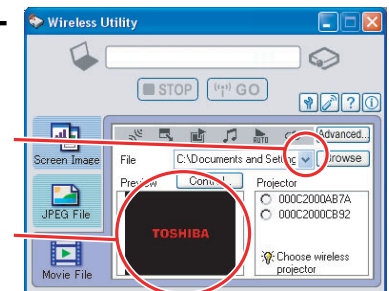 Wireless Utility
STOP GO
?
AUTO Advanced...
Screen Image File C:\Documents and Setting Browse
Preview Control... Projector
000C2000AB7A
000C2000CB92
JPEG File
TOSHIBA
Choose wireless
projector
Movie File